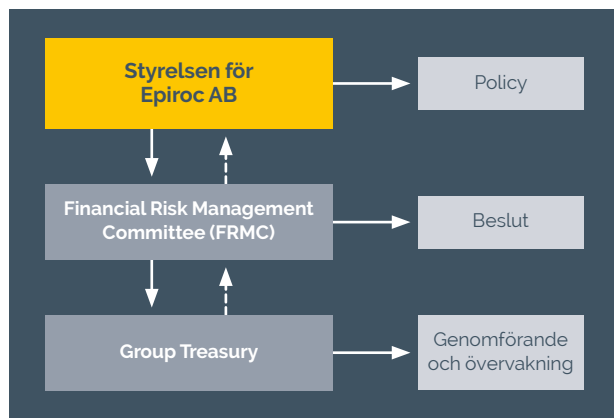 Styrelsen för
Epiroc AB
Policy
Financial Risk Management
Committee (FRMC)
Beslut
Group Treasury
Genomförande
och övervakning